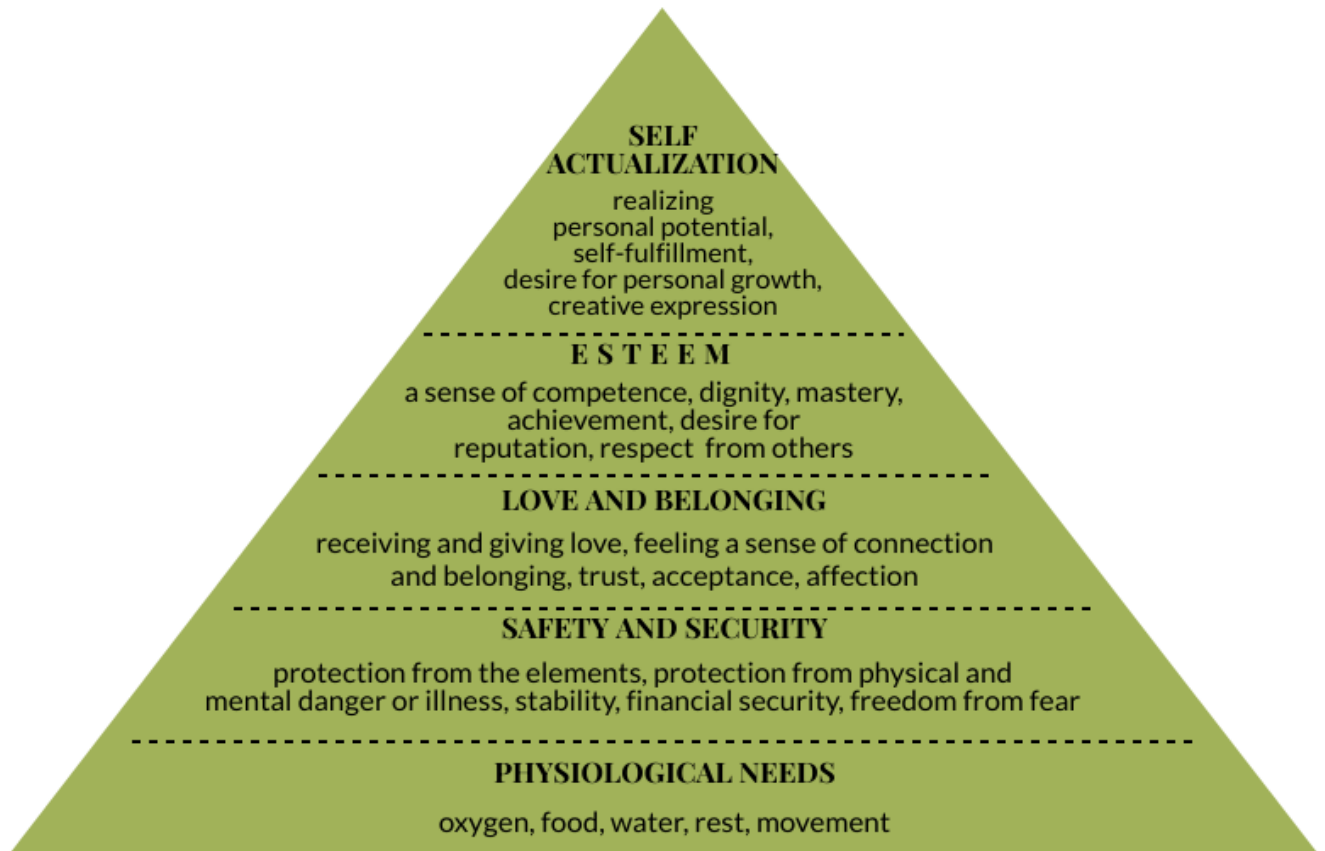 SELF
ACTUALIZATION
realizing
personal potential,
self-fulfillment,
desire for personal growth,
creative expression
E S T E E M
a sense of competence, dignity, mastery,
achievement, desire for
reputation, respect from others
LOVE AND BELONGING
receiving and giving love, feeling a sense of connection
and belonging, trust, acceptance, affection
SAFETY AND SECURITY
protection from the elements, protection from physical and
mental danger or illness, stability, financial security, freedom from fear
PHYSIOLOGICAL NEEDS
oxygen, food, water, rest, movement